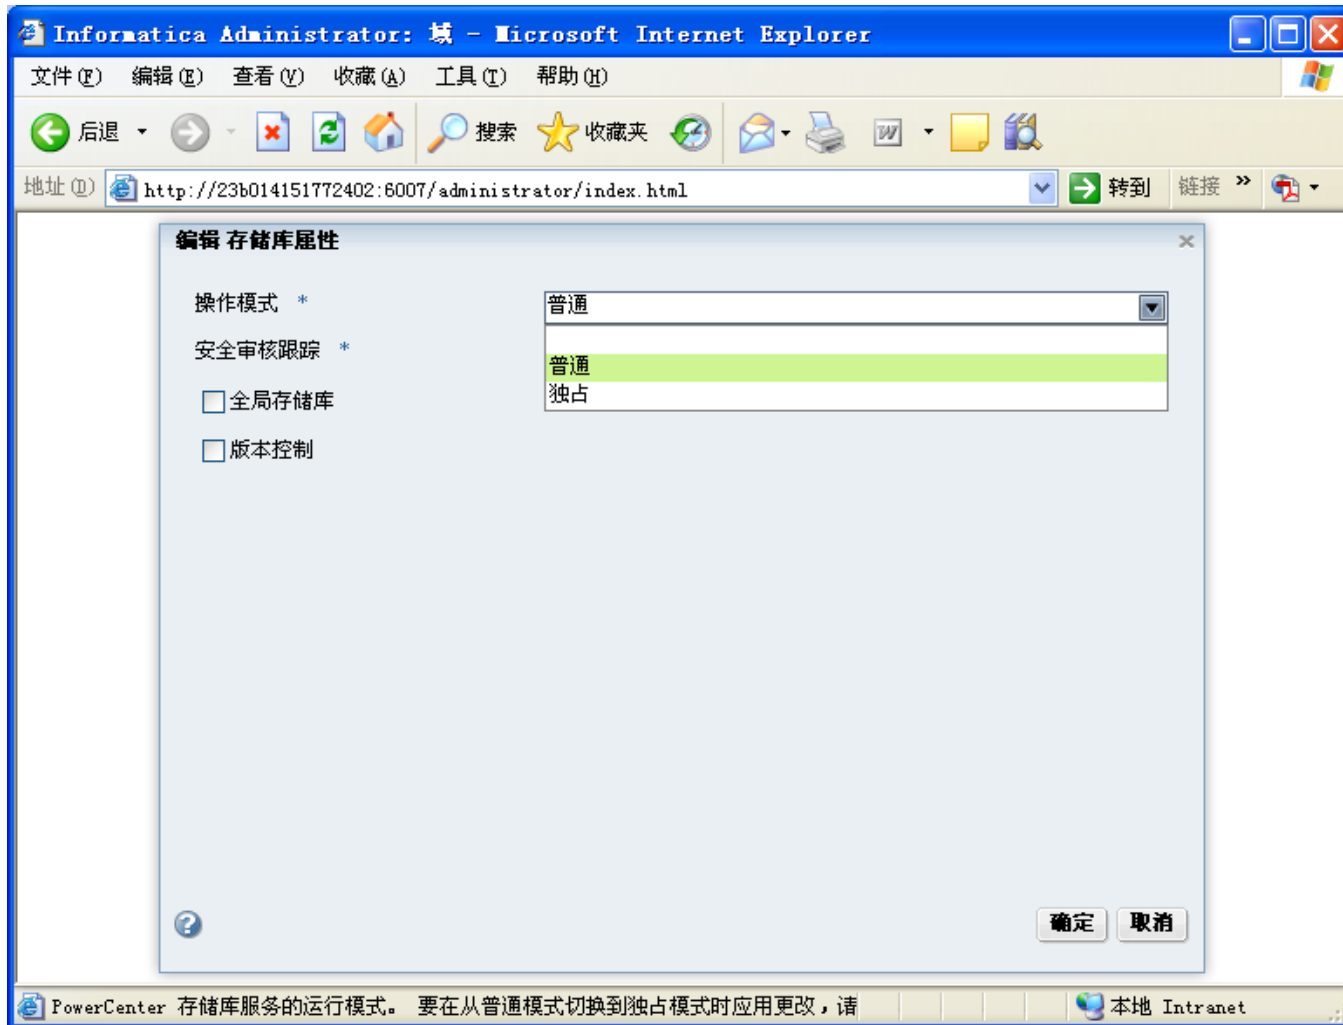 Informatica Administrator: 域 - Microsoft Internet Explorer
文件(F) 编辑(E) 查看(V) 收藏(A) 工具(T) 帮助(H)
后退 搜索 收藏夹
地址(D) http://23b014151772402:6007/administrator/index.html 转到 链接 »
编辑 存储库属性
操作模式 * 普通
安全审核跟踪 *
普通
独占
全局存储库
版本控制
确定 取消
PowerCenter 存储库服务的运行模式。 要在从普通模式切换到独占模式时应用更改，请 本地 Intranet